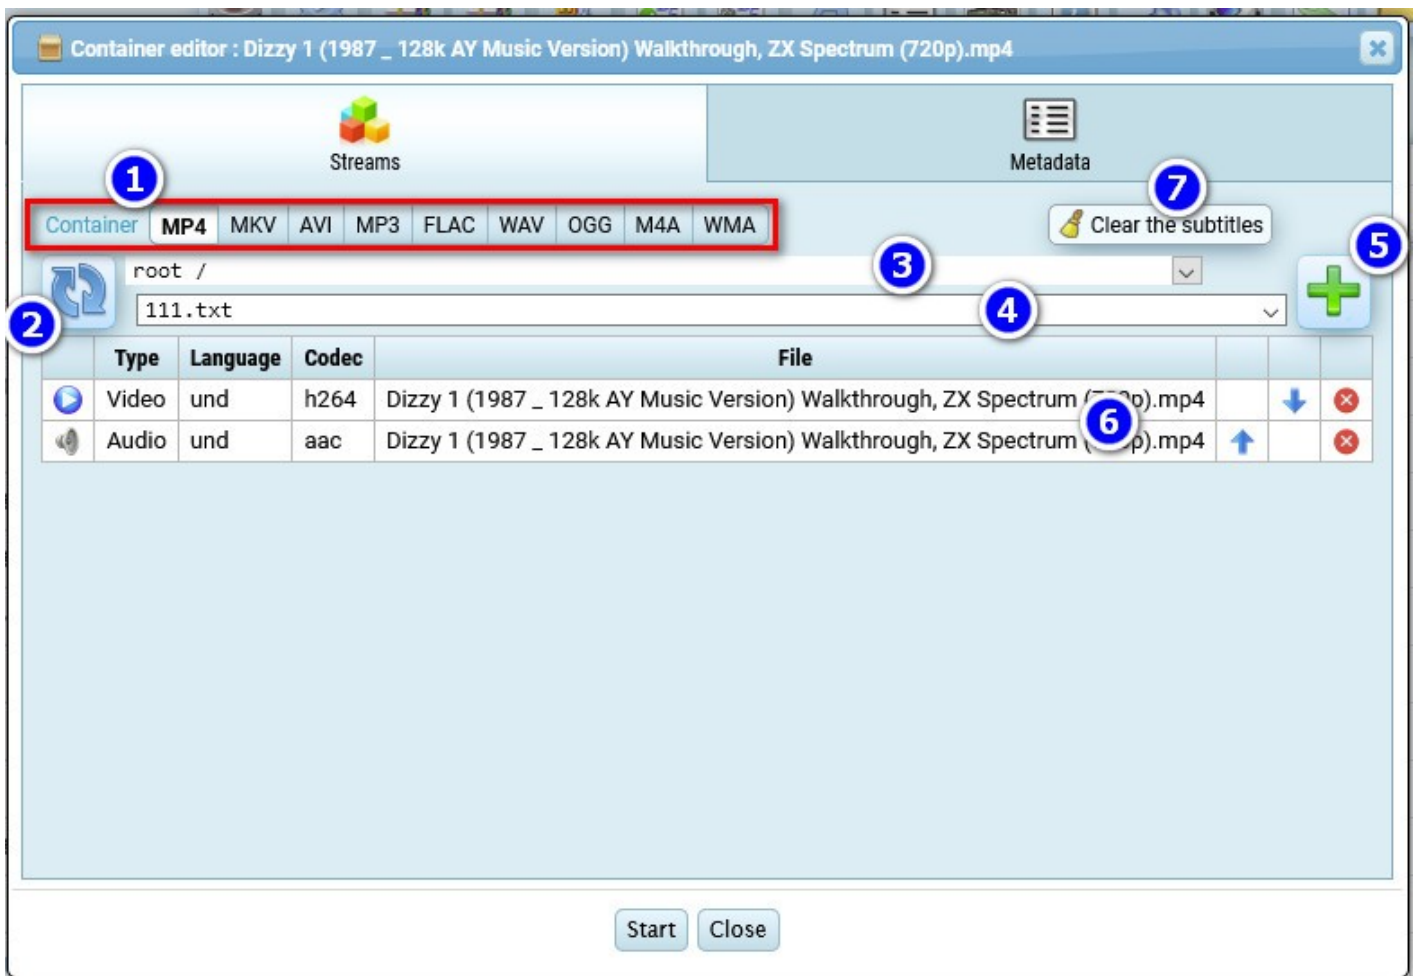 Container editor : Dizzy 1 (1987 _ 128k AY Music Version) Walkthrough, ZX Spectrum (720p).mp4
Streams
Metadata
1
7
Container MP4 MKV AVI MP3 FLAC WAV OGG M4A WMA
Clear the subtitles
5
root /
3
2
111.txt
4
Type Language Codec File
Video und h264 Dizzy 1 (1987 _ 128k AY Music Version) Walkthrough, ZX Spectrum
6
Audio und aac Dizzy 1 (1987 _ 128k AY Music Version) Walkthrough, ZX Spectrum
Start Close